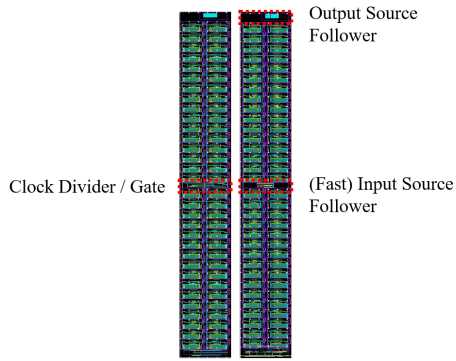 Output Source
Follower
Clock Divider / Gate
(Fast) Input Source
Follower